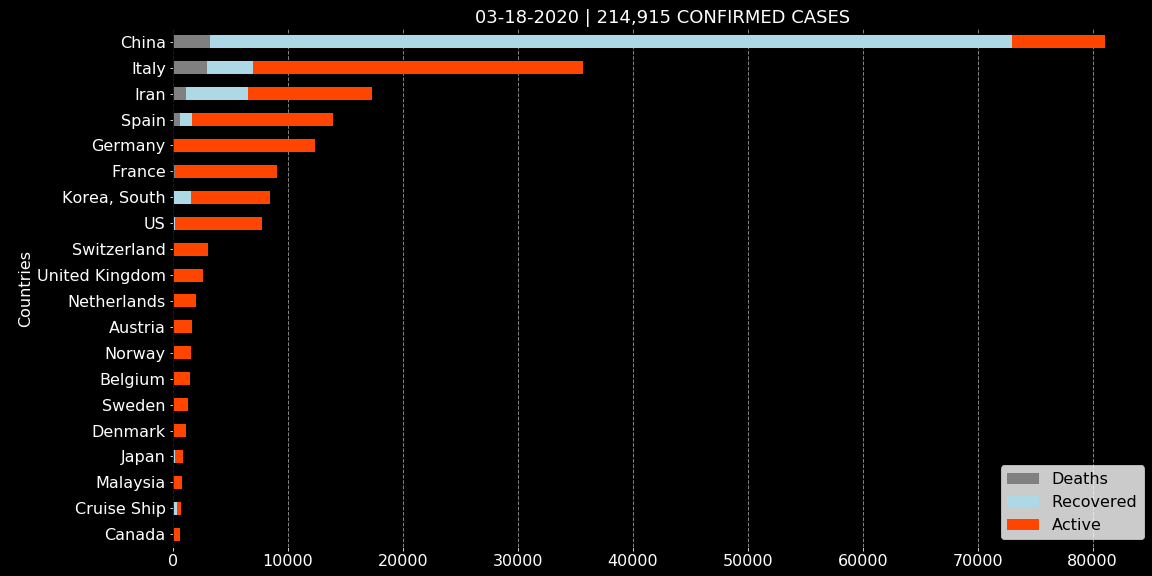 03-18-2020 | 214,915 CONFIRMED CASES
Countries
China
Italy
Iran
Spain
Germany
France
Korea, South
US
Switzerland
United Kingdom
Netherlands
Austria
Norway
Belgium
Sweden
Denmark
Japan
Malaysia
Cruise Ship
Canada
0 10000 20000 30000 40000 50000 60000 70000 80000
Deaths
Recovered
Active